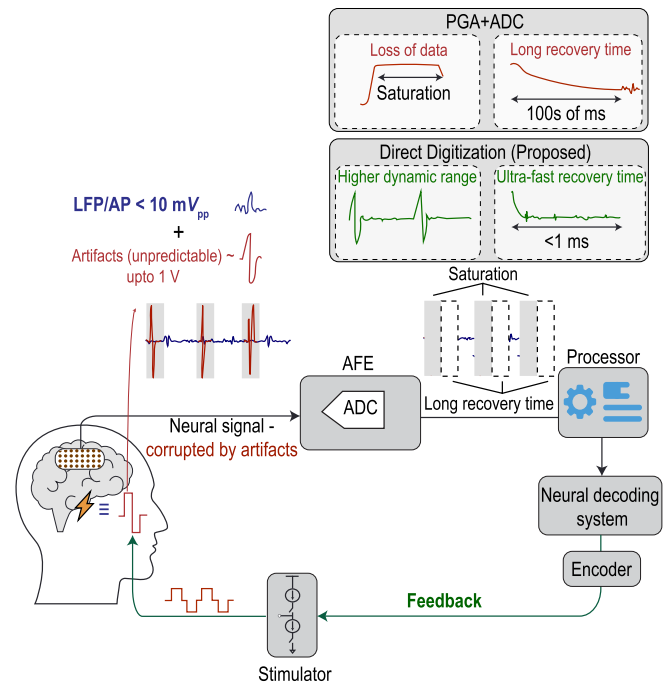 PGA+ADC
Loss of data
Saturation
Long recovery time
100s of ms
Direct Digitization (Proposed)
Higher dynamic range
Ultra-fast recovery time
<1 ms
LFP/AP < 10 mVpp
+
Artifacts (unpredictable) ~
upto 1 V
Saturation
Long recovery time
AFE
ADC
Processor
Neural signal -
corrupted by artifacts
Neural decoding
system
Encoder
Feedback
Stimulator